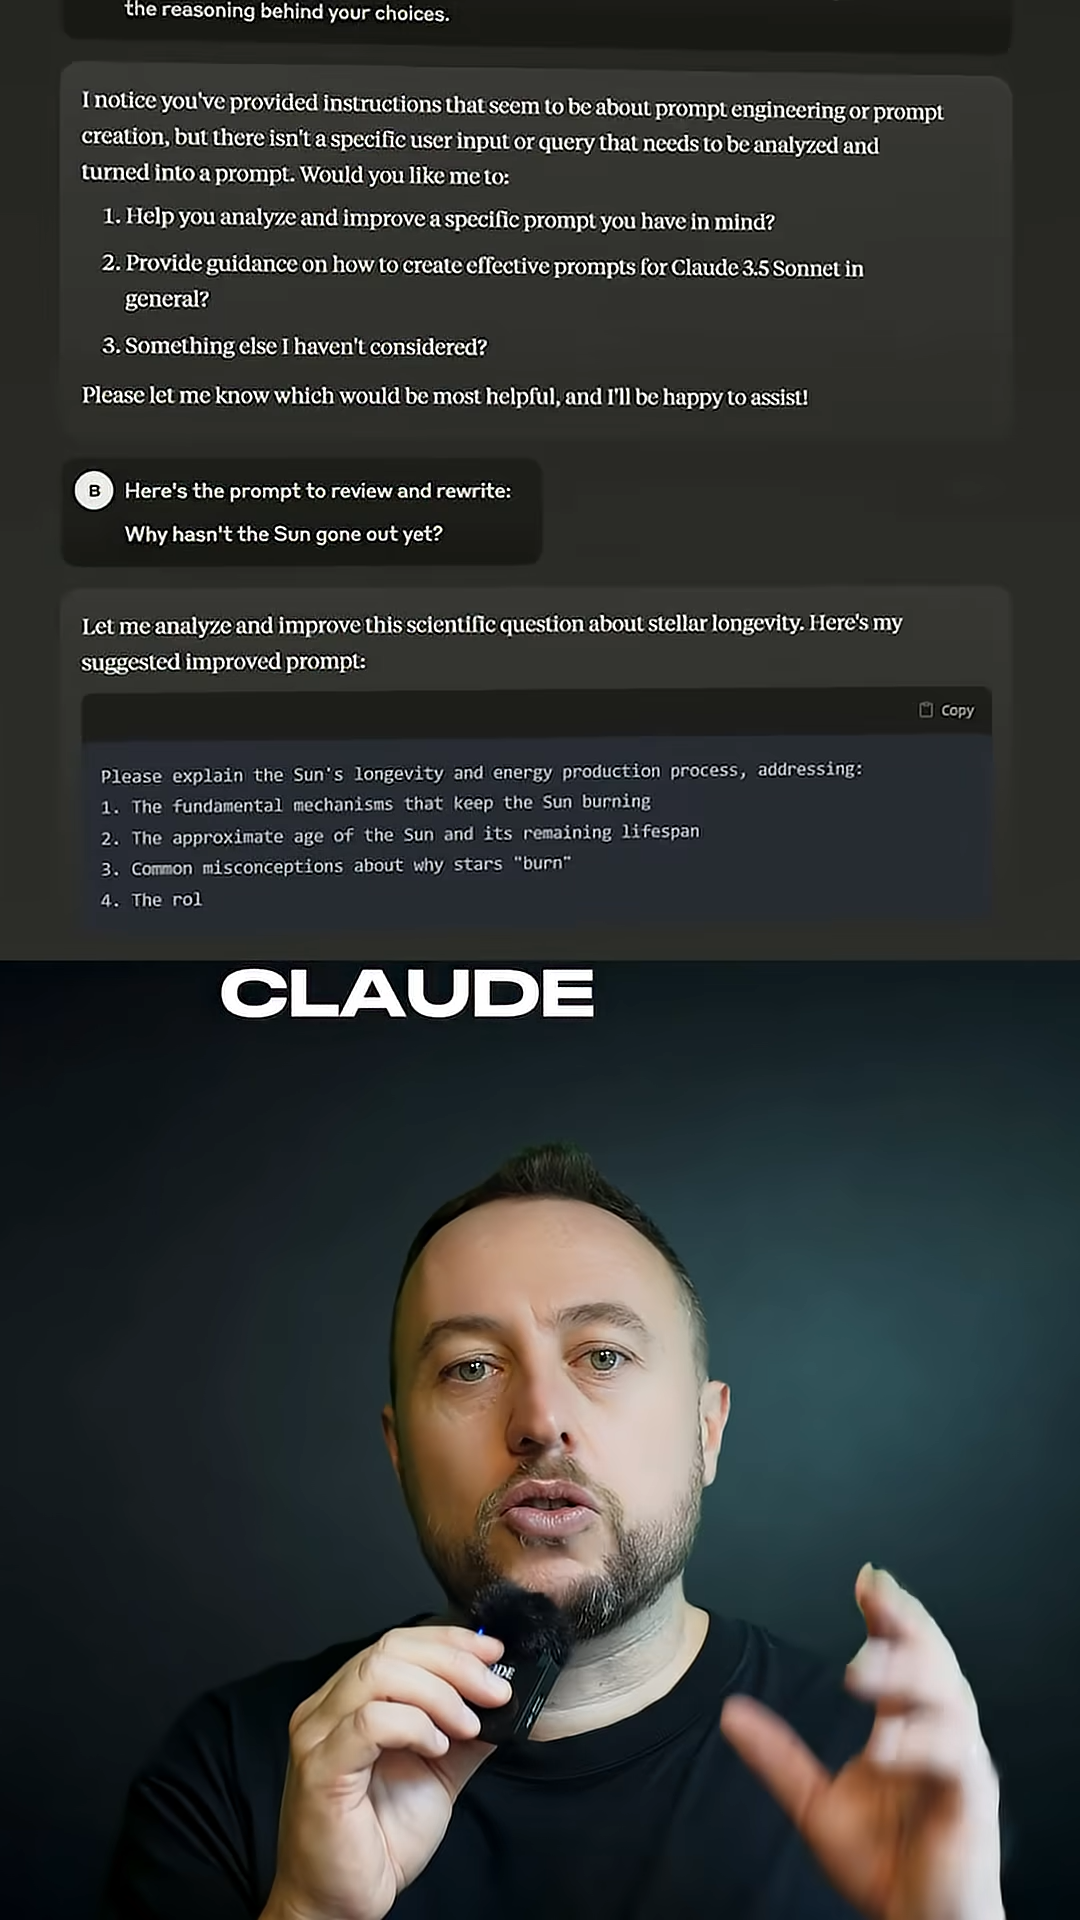 the reasoning behind your choices.
I notice you've provided instructions that seem to be about prompt engineering or prompt
creation, but there isn't a specific user input or query that needs to be analyzed and
turned into a prompt. Would you like me to:
1. Help you analyze and improve a specific prompt you have in mind?
2. Provide guidance on how to create effective prompts for Claude 3.5 Sonnet in
general?
3. Something else I haven't considered?
Please let me know which would be most helpful, and I'll be happy to assist!
B
Here's the prompt to review and rewrite:
Why hasn't the Sun gone out yet?
Let me analyze and improve this scientific question about stellar longevity. Here's my
suggested improved prompt:
Copy
Please explain the Sun's longevity and energy production process, addressing:
1. The fundamental mechanisms that keep the Sun burning
2. The approximate age of the Sun and its remaining lifespan
3. Common misconceptions about why stars "burn"
4. The rol
CLAUDE